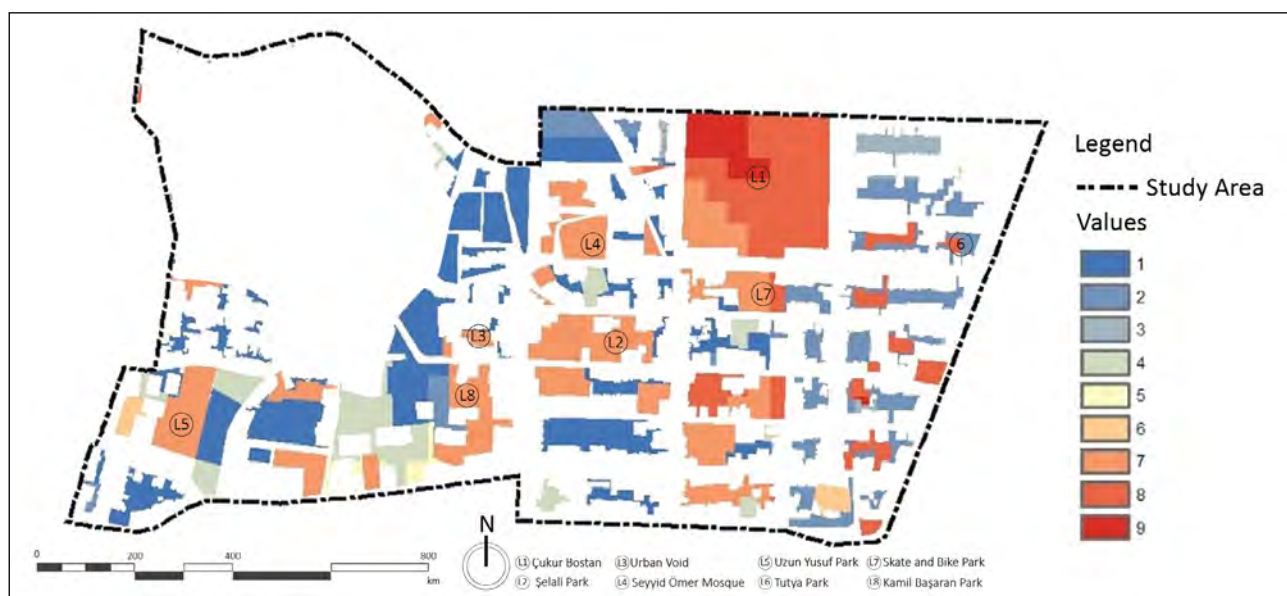 Legend
Study Area
Values
1
2
3
4
5
6
7
8
9
L1
L4
6
L7
L3
L2
L8
L5
N
0 200 400 800
km
L1 Çukur Bostan L3 Urban Void L5 Uzun Yusuf Park L7 Skate and Bike Park
L2 Şelali Park L4 Seyyid Ömer Mosque L6 Tutya Park L8 Kamil Başaran Park